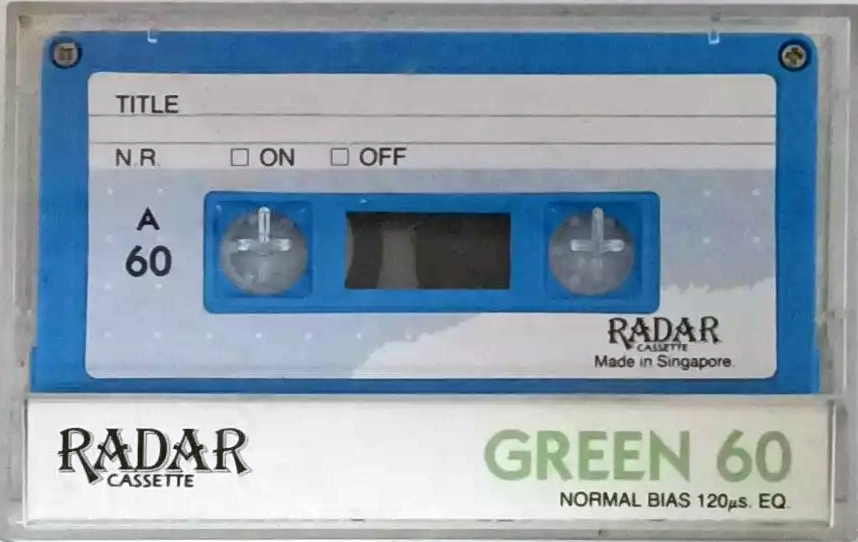 TITLE
N.R. ☐ ON ☐ OFF
A
60
RADAR
CASSETTE
Made in Singapore.
RADAR
CASSETTE
GREEN 60
NORMAL BIAS 120µs. EQ.